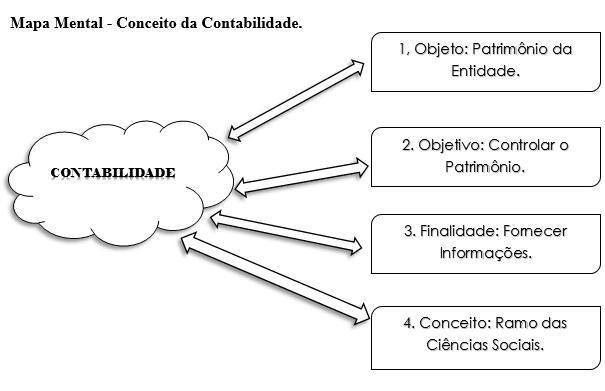 Mapa Mental - Conceito da Contabilidade.
1, Objeto: Patrimônio da
Entidade.
CONTABILIDADE
2. Objetivo: Controlar o
Patrimônio.
3. Finalidade: Fornecer
Informações.
4. Conceito: Ramo das
Ciências Sociais.